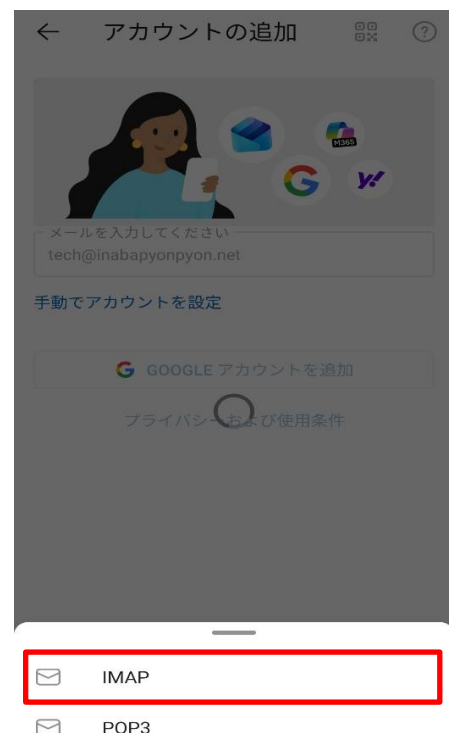 アカウントの追加
M365
メールを入力してください
tech@inabapyonpyon.net
手動でアカウントを設定
GOOGLE アカウントを追加
プライバシーおよび使用条件
IMAP
POP3